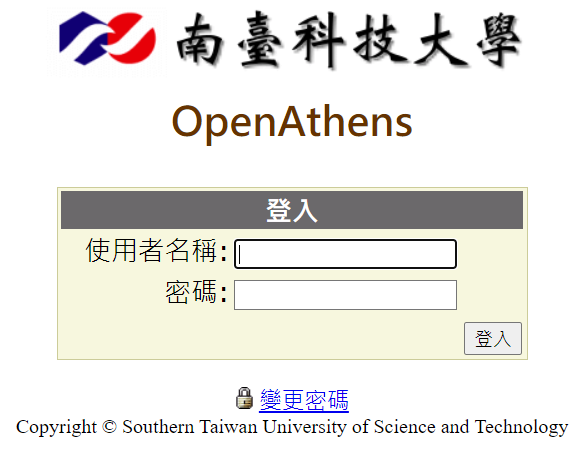 南臺科技大學
OpenAthens
登入
使用者名稱:
密碼:
登入
變更密碼
Copyright © Southern Taiwan University of Science and Technology